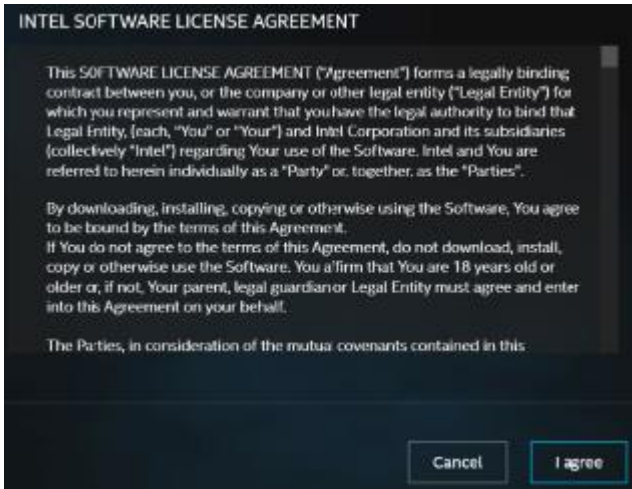 INTEL SOFTWARE LICENSE AGREEMENT
This SOFTWARE LICENSE AGREEMENT ("Agreement") forms a legally binding
contract between you, or the company or other legal entity ("Legal Entity") for
which you represent and warrant that you have the legal authority to bind that
Legal Entity, (each, "You" or "Your") and Intel Corporation and its subsidiaries
(collectively "Intel") regarding Your use of the Software. Intel and You are
referred to herein individually as a "Party" or, together, as the "Parties".
By downloading, installing, copying or otherwise using the Software, You agree
to be bound by the terms of this Agreement.
If You do not agree to the terms of this Agreement, do not download, install,
copy or otherwise use the Software. You affirm that You are 18 years old or
older or, if not, Your parent, legal guardian or Legal Entity must agree and enter
into this Agreement on your behalf.
The Parties, in consideration of the mutual covenants contained in this
Cancel
I agree